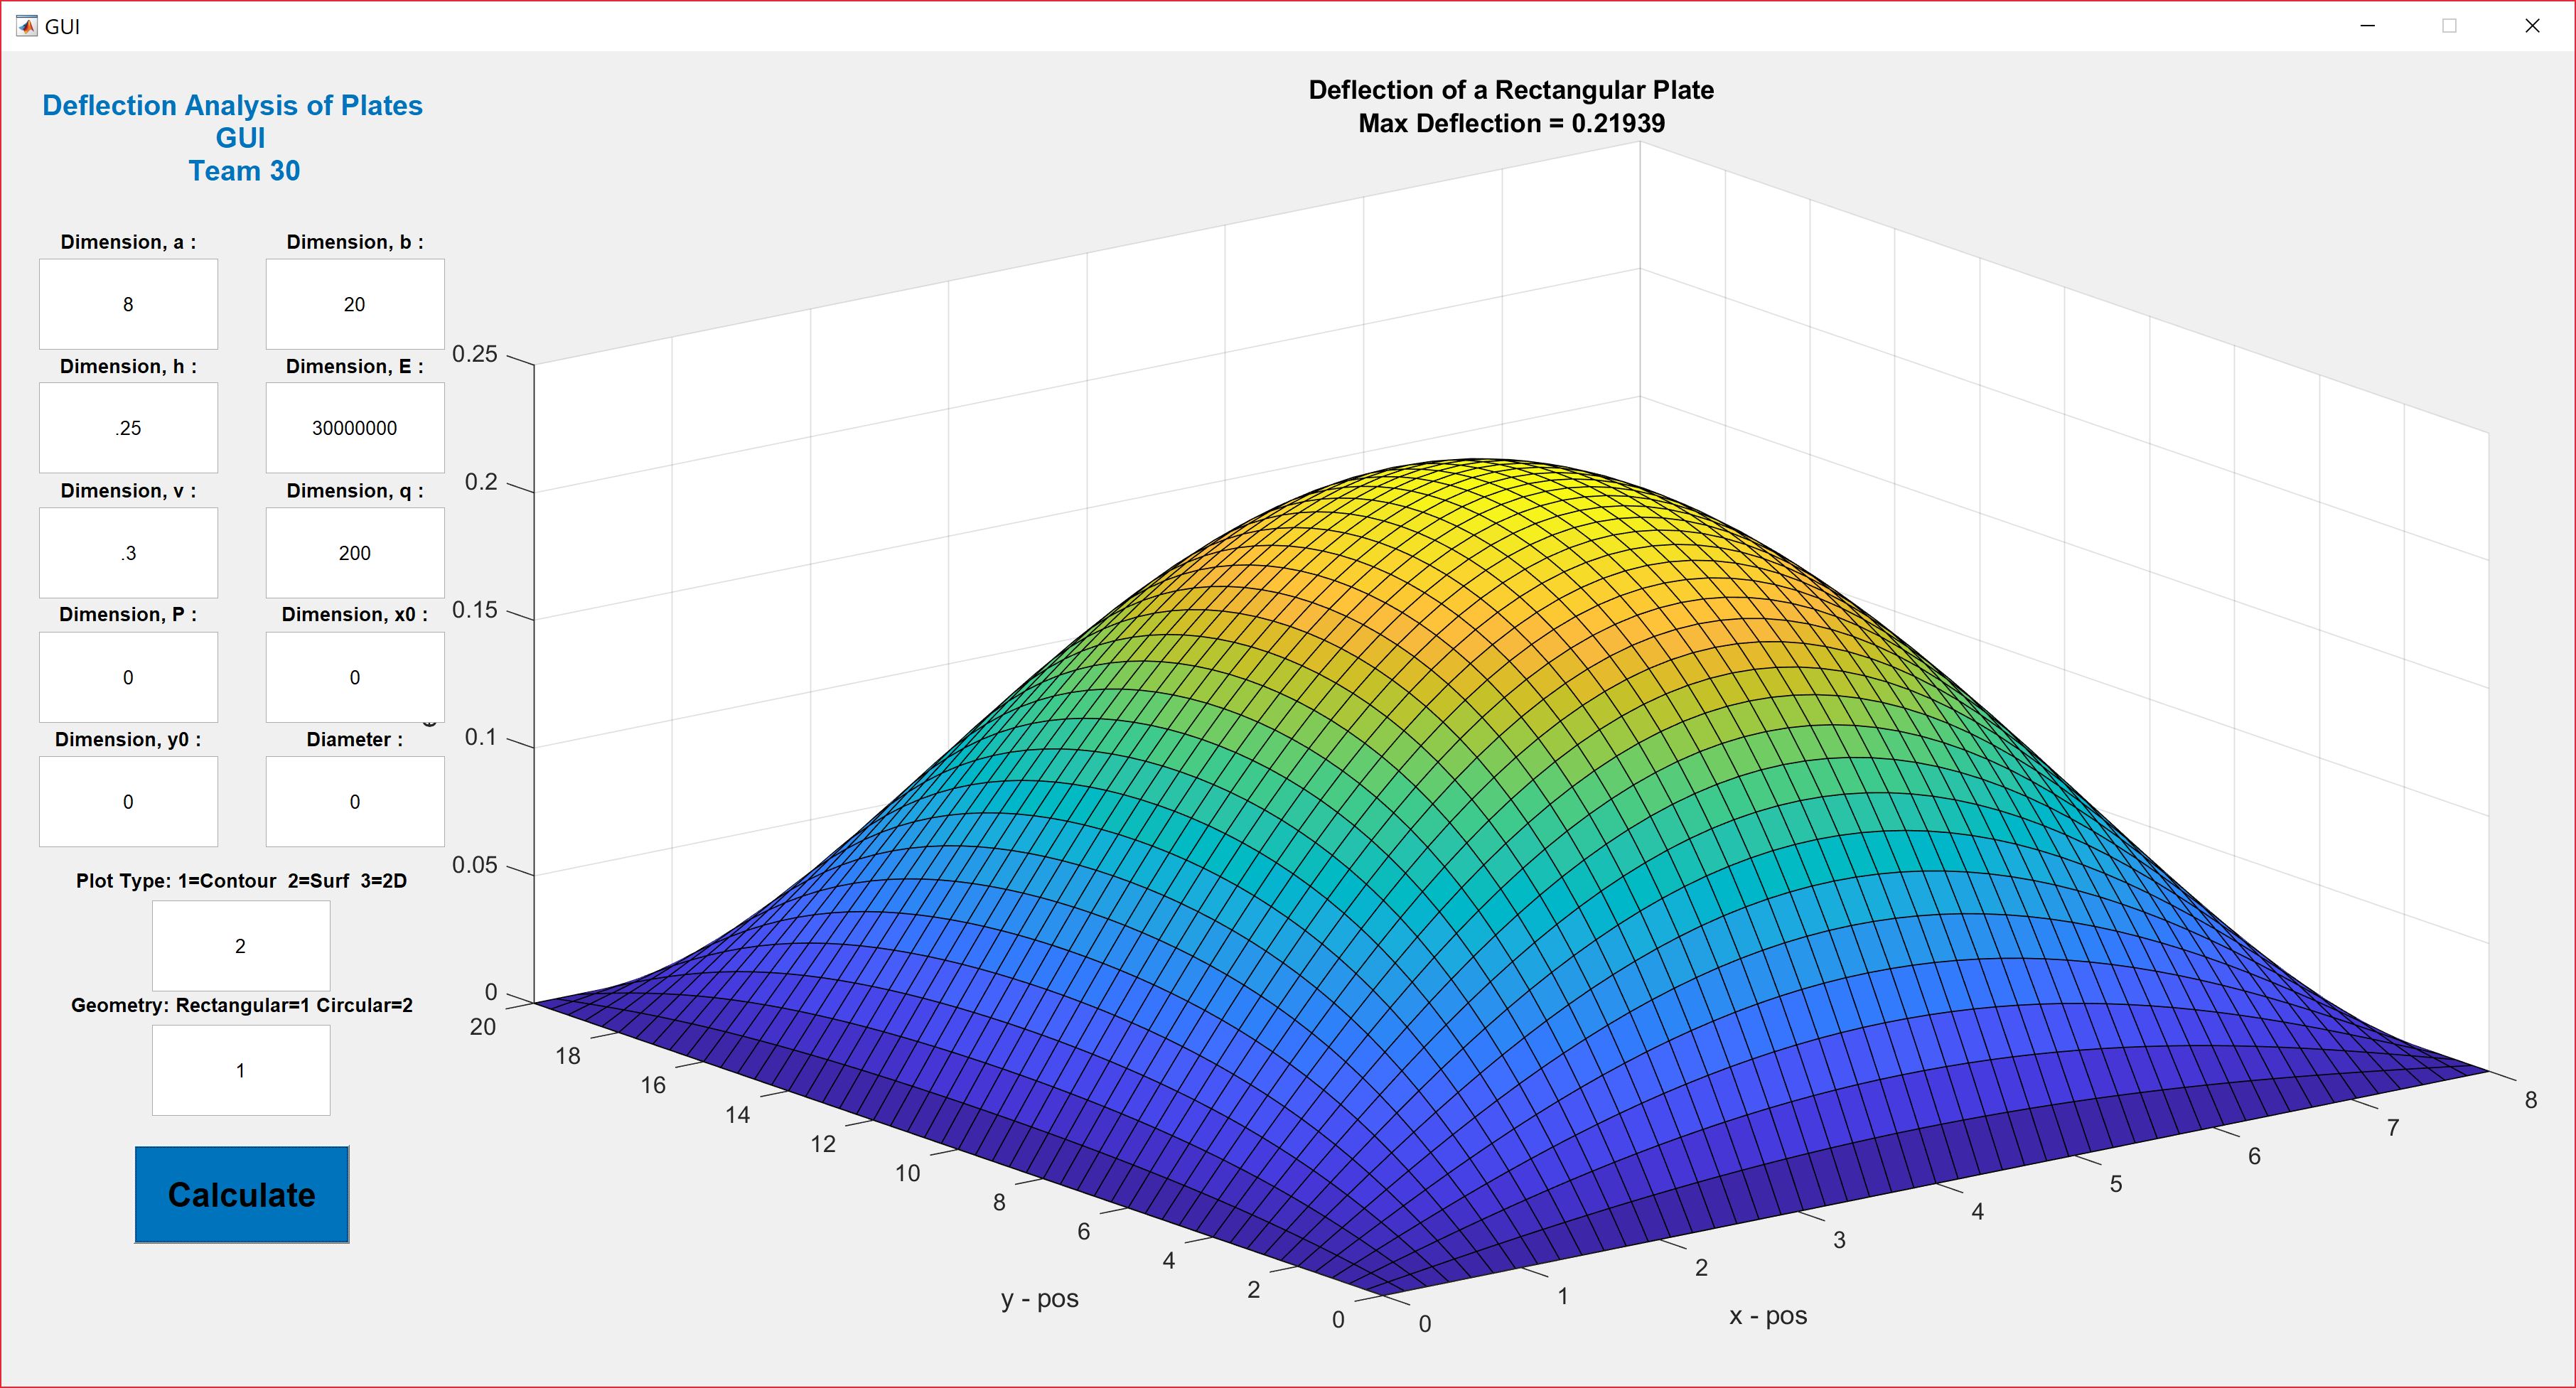 GUI
Deflection Analysis of Plates
GUI
Team 30
Dimension, a :
Dimension, b :
8
20
Dimension, h :
Dimension, E :
.25
30000000
Dimension, v :
Dimension, q :
.3
200
Dimension, P :
Dimension, x0 :
0
0
Dimension, y0 :
Diameter :
0
0
Plot Type: 1=Contour  2=Surf  3=2D
2
Geometry: Rectangular=1 Circular=2
1
Calculate
Deflection of a Rectangular Plate
Max Deflection = 0.21939
0.25
0.2
0.15
0.1
0.05
0
20
18
16
14
12
10
8
6
4
2
0
y - pos
0
1
2
3
4
5
6
7
8
x - pos